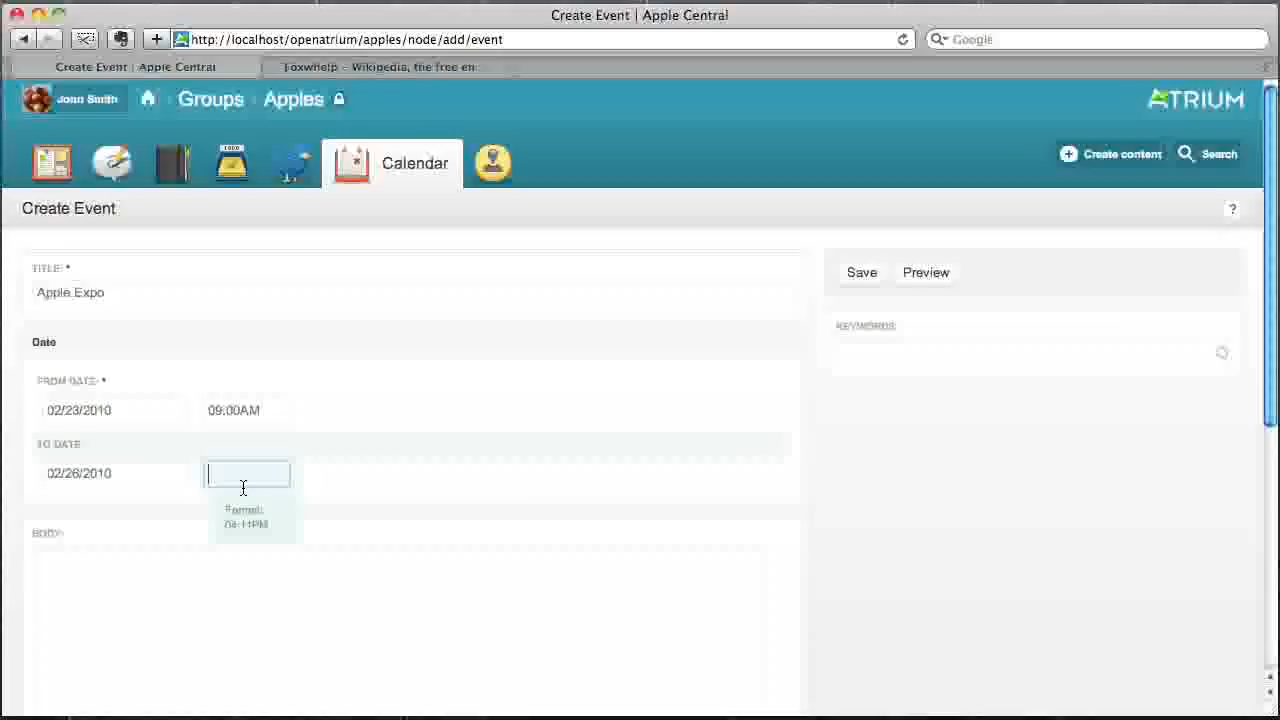 Create Event | Apple Central
http://localhost/openatrium/apples/node/add/event
Google
Create Event | Apple Central
Foxwhelp – Wikipedia, the free en
John Smith
Groups
Apples
ATRIUM
TODO
Calendar
Create content
Search
Create Event
?
TITLE: *
Apple Expo
Save
Preview
KEYWORDS:
Date
FROM DATE: *
02/23/2010
09:00AM
TO DATE:
02/26/2010
Format:
BODY: